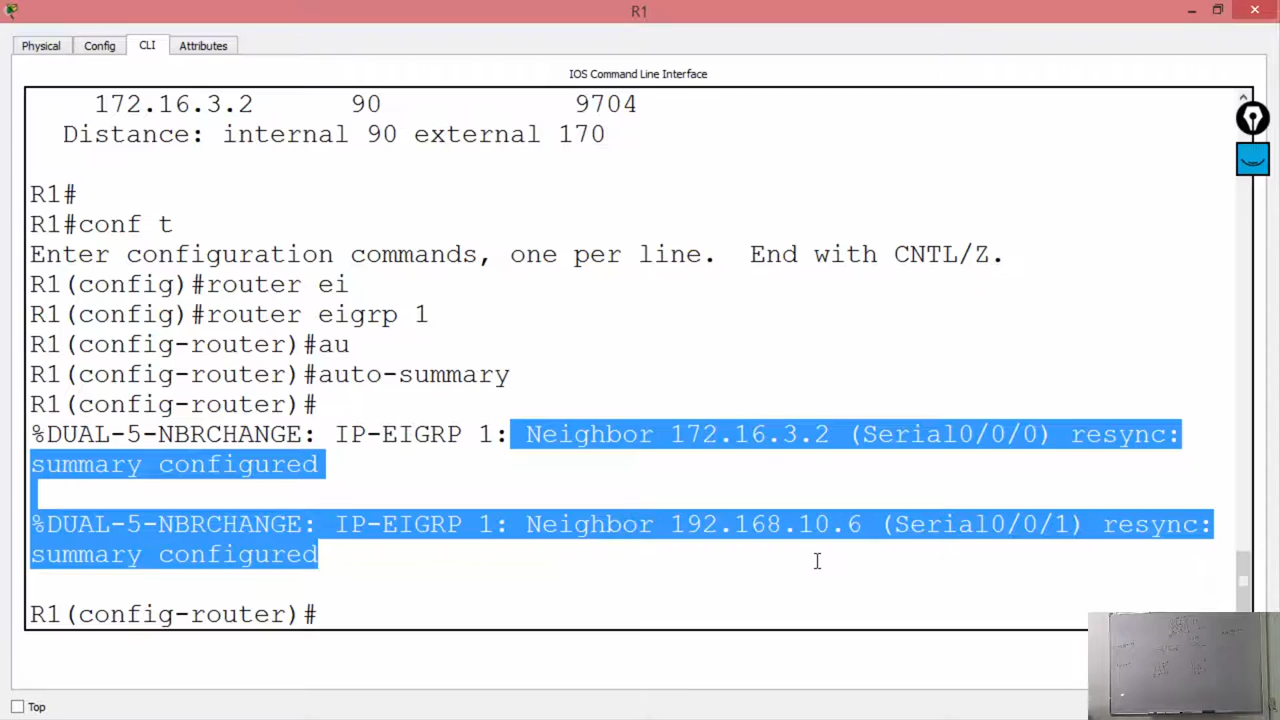 R1
Physical Config CLI Attributes
IOS Command Line Interface
172.16.3.2 90 9704
Distance: internal 90 external 170
R1#
R1#conf t
Enter configuration commands, one per line. End with CNTL/Z.
R1(config)#router ei
R1(config)#router eigrp 1
R1(config-router)#au
R1(config-router)#auto-summary
R1(config-router)#
%DUAL-5-NBRCHANGE: IP-EIGRP 1: Neighbor 172.16.3.2 (Serial0/0/0) resync:
summary configured
%DUAL-5-NBRCHANGE: IP-EIGRP 1: Neighbor 192.168.10.6 (Serial0/0/1) resync:
summary configured
R1(config-router)#
Top